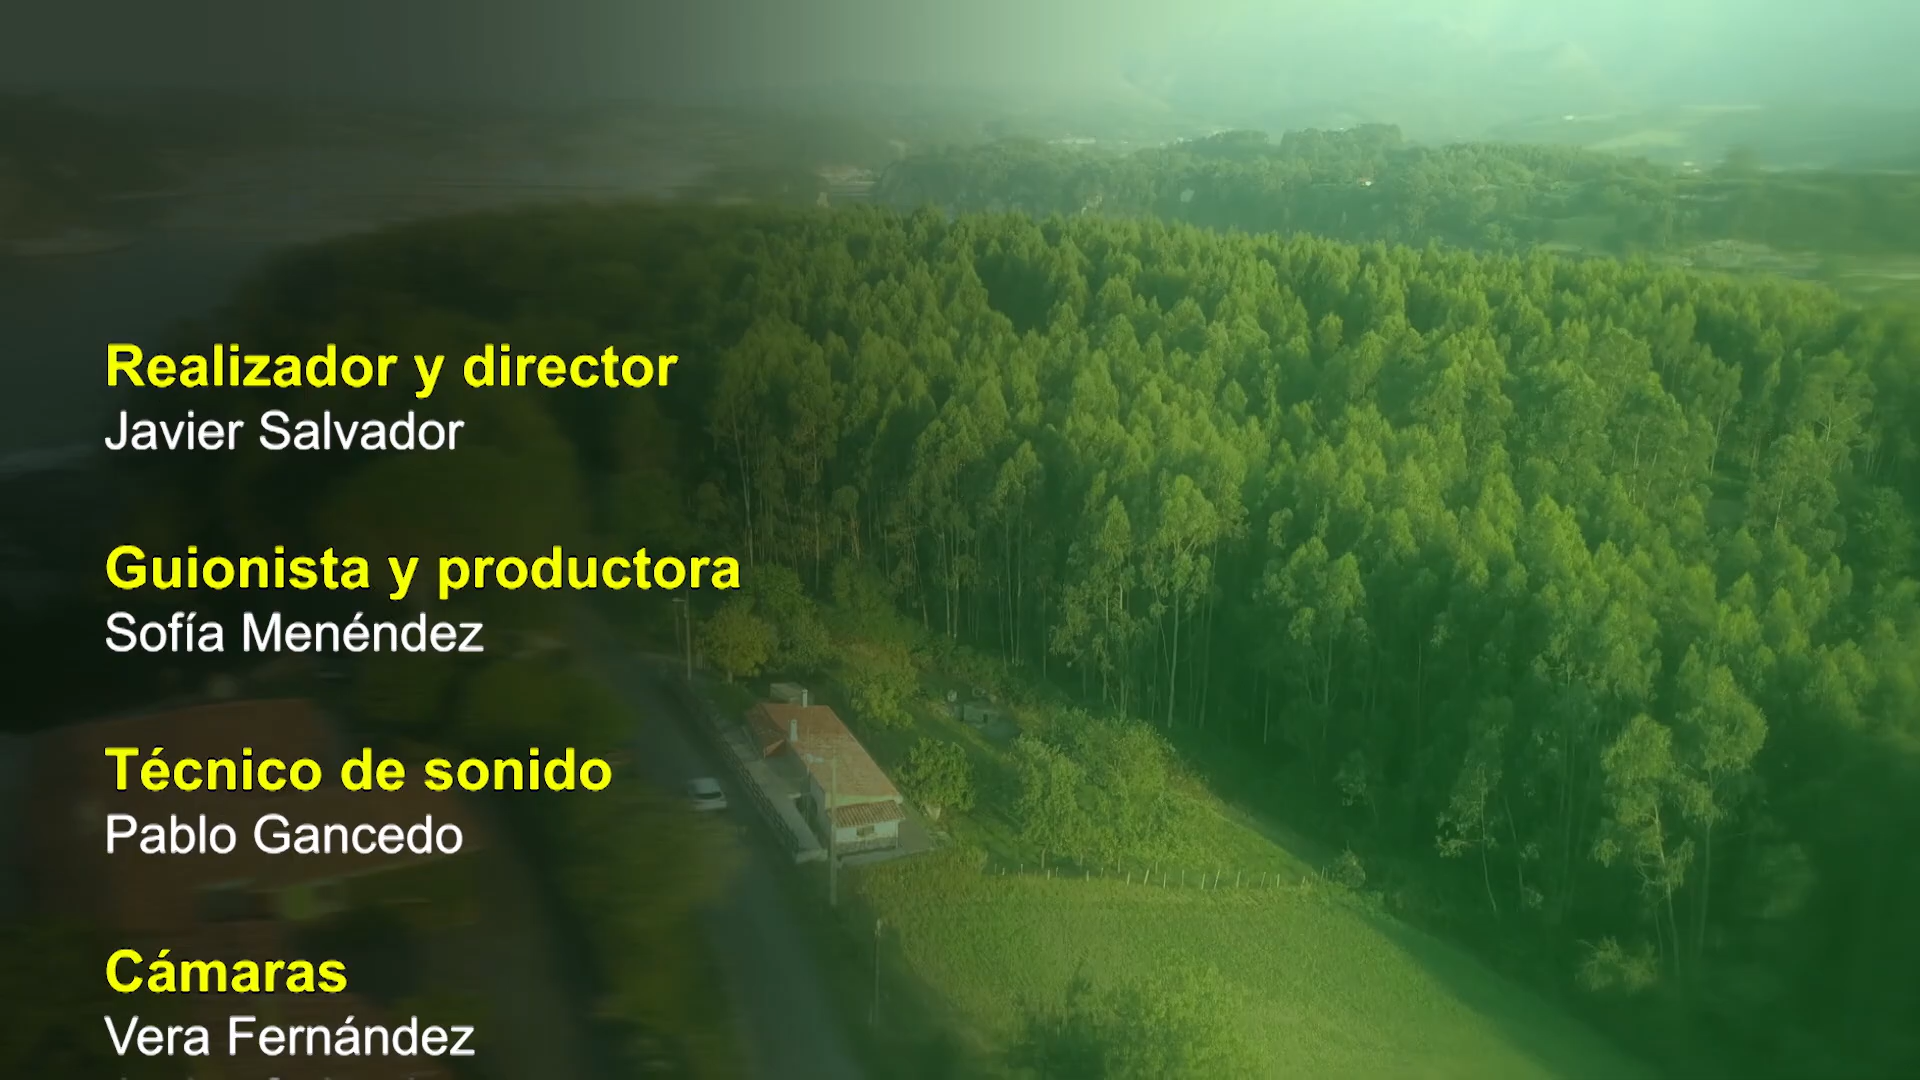 Realizador y director
Javier Salvador
Guionista y productora
Sofía Menéndez
Técnico de sonido
Pablo Gancedo
Cámaras
Vera Fernández